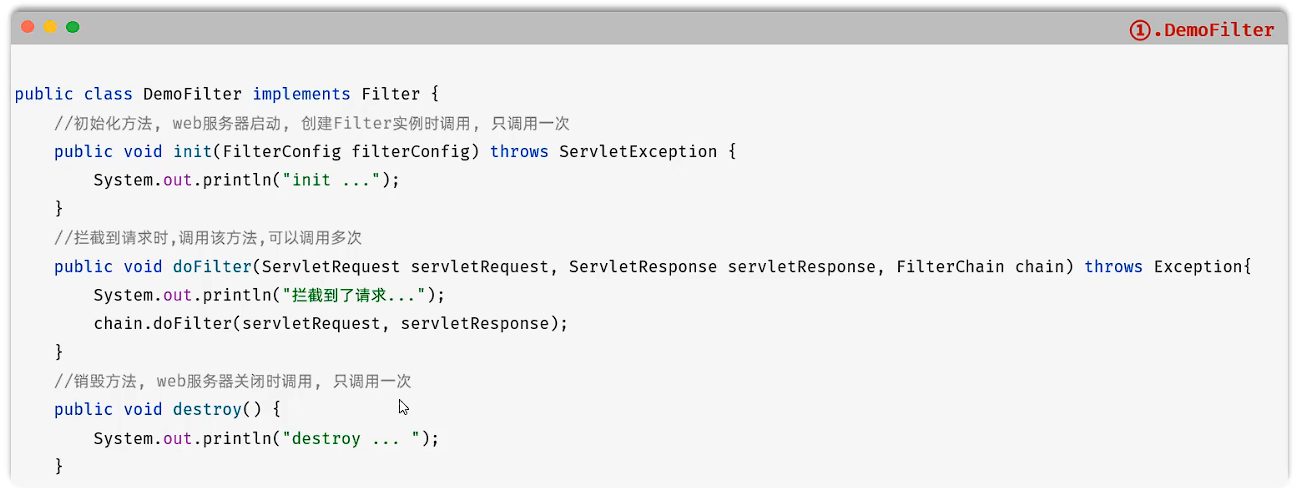 ①.DemoFilter
public class DemoFilter implements Filter {
//初始化方法, web服务器启动, 创建Filter实例时调用, 只调用一次
public void init(FilterConfig filterConfig) throws ServletException {
System.out.println("init ...");
}
//拦截到请求时,调用该方法,可以调用多次
public void doFilter(ServletRequest servletRequest, ServletResponse servletResponse, FilterChain chain) throws Exception{
System.out.println("拦截到了请求...");
chain.doFilter(servletRequest, servletResponse);
}
//销毁方法, web服务器关闭时调用, 只调用一次
public void destroy() {
System.out.println("destroy ... ");
}